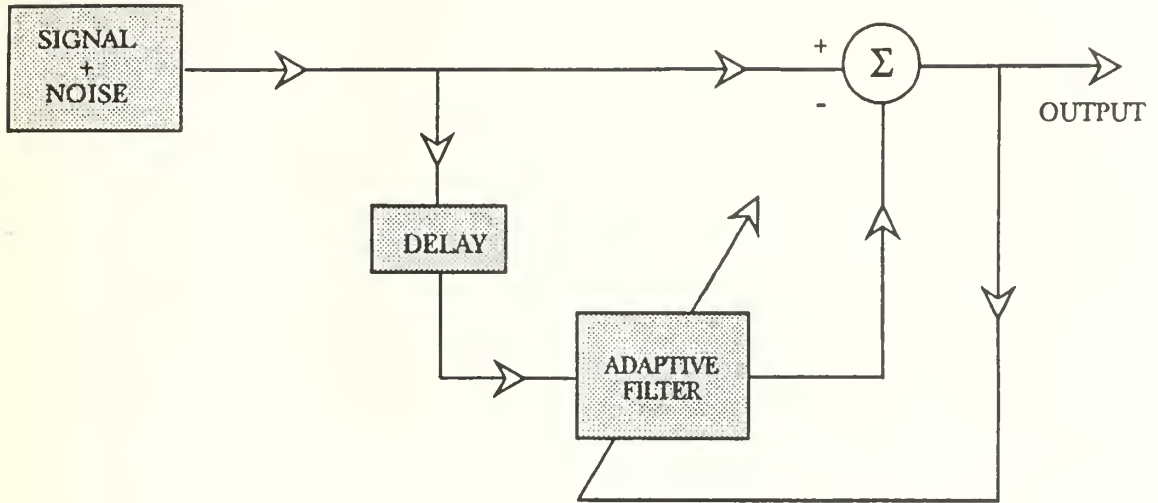 SIGNAL
+
NOISE
+
Σ
-
OUTPUT
DELAY
ADAPTIVE
FILTER